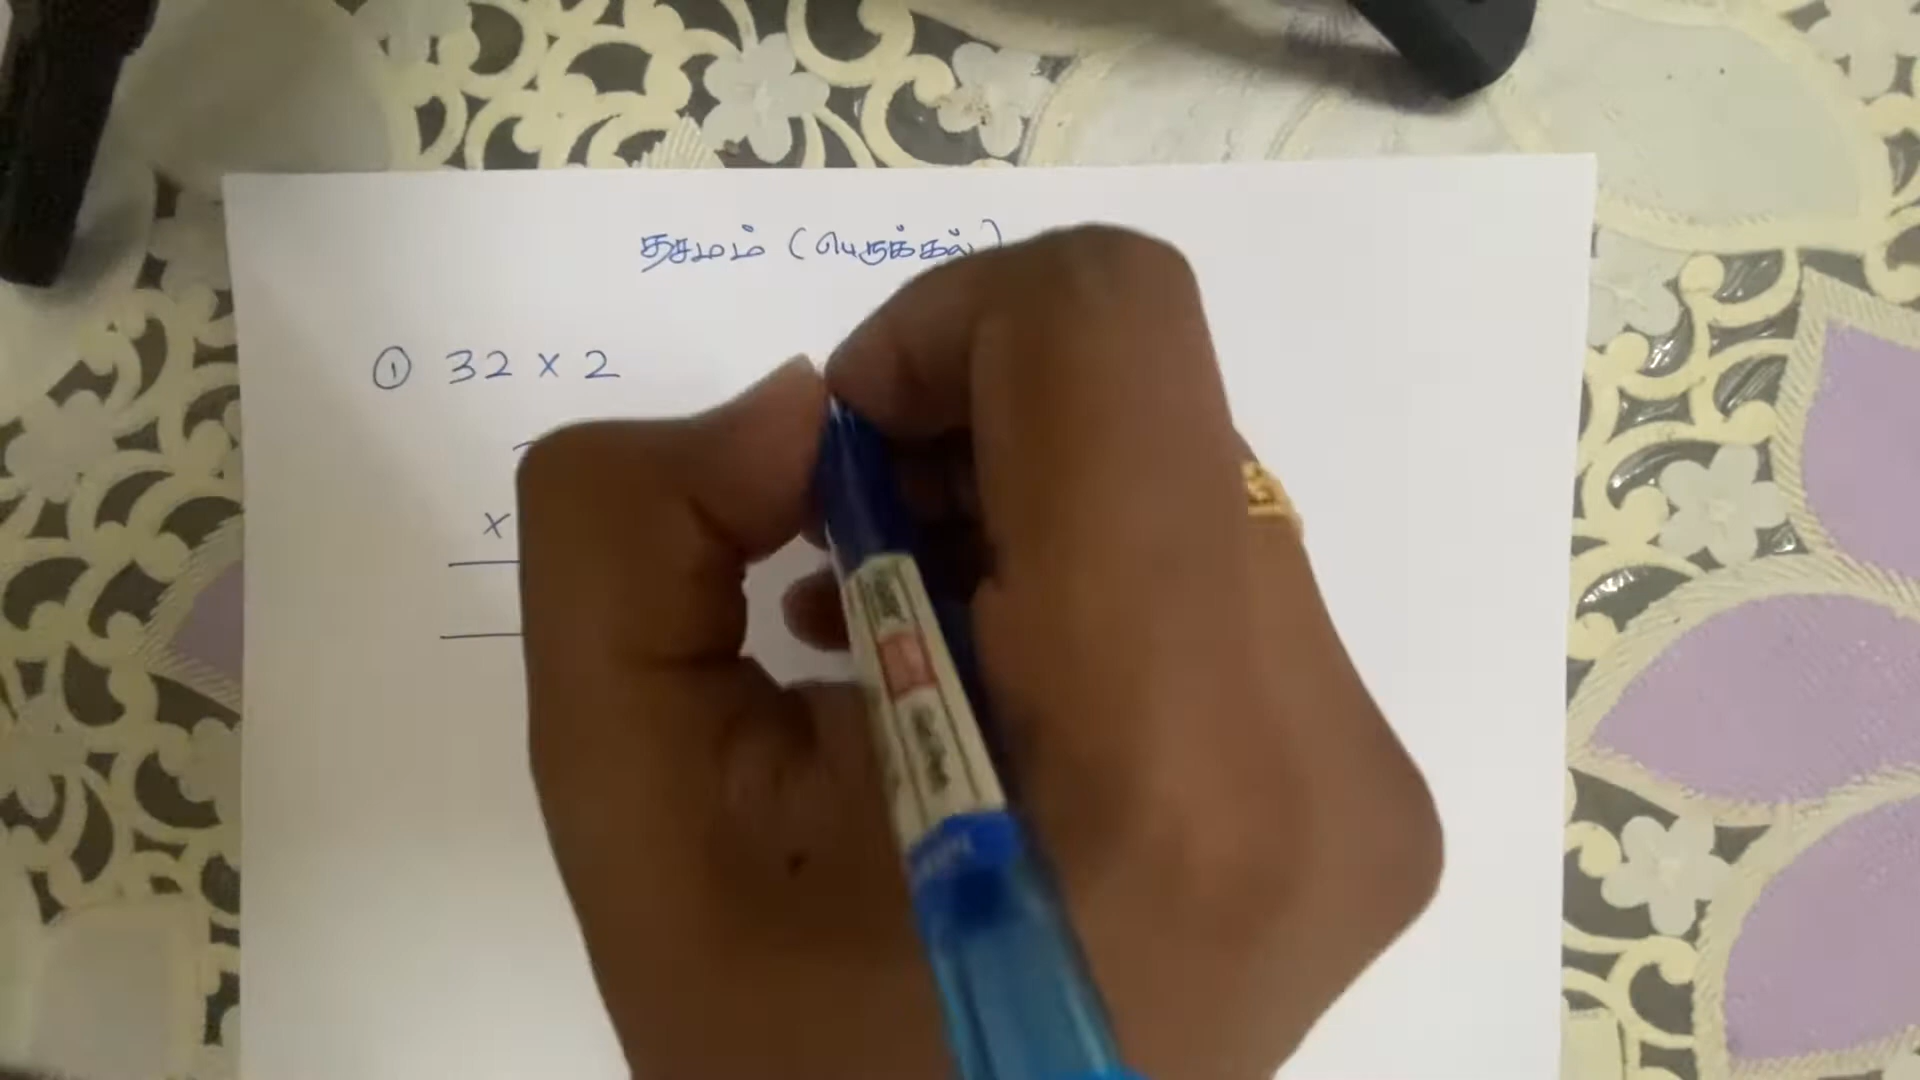 தசமம் (பெருக்கல்)
① 32 × 2
×